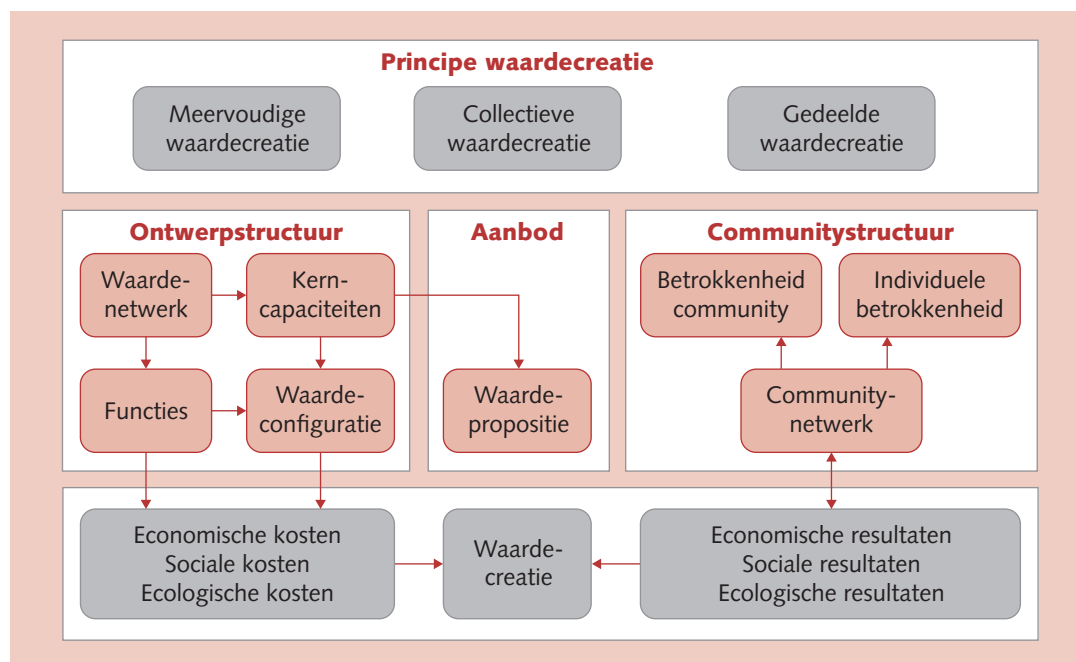 Principe waardecreatie
Meervoudige
waardecreatie
Collectieve
waardecreatie
Gedeelde
waardecreatie
Ontwerpstructuur
Waarde-
netwerk
Kern-
capaciteiten
Functies
Waarde-
configuratie
Aanbod
Waarde-
propositie
Communitystructuur
Betrokkenheid
community
Individuele
betrokkenheid
Community-
netwerk
Economische kosten
Sociale kosten
Ecologische kosten
Waarde-
creatie
Economische resultaten
Sociale resultaten
Ecologische resultaten